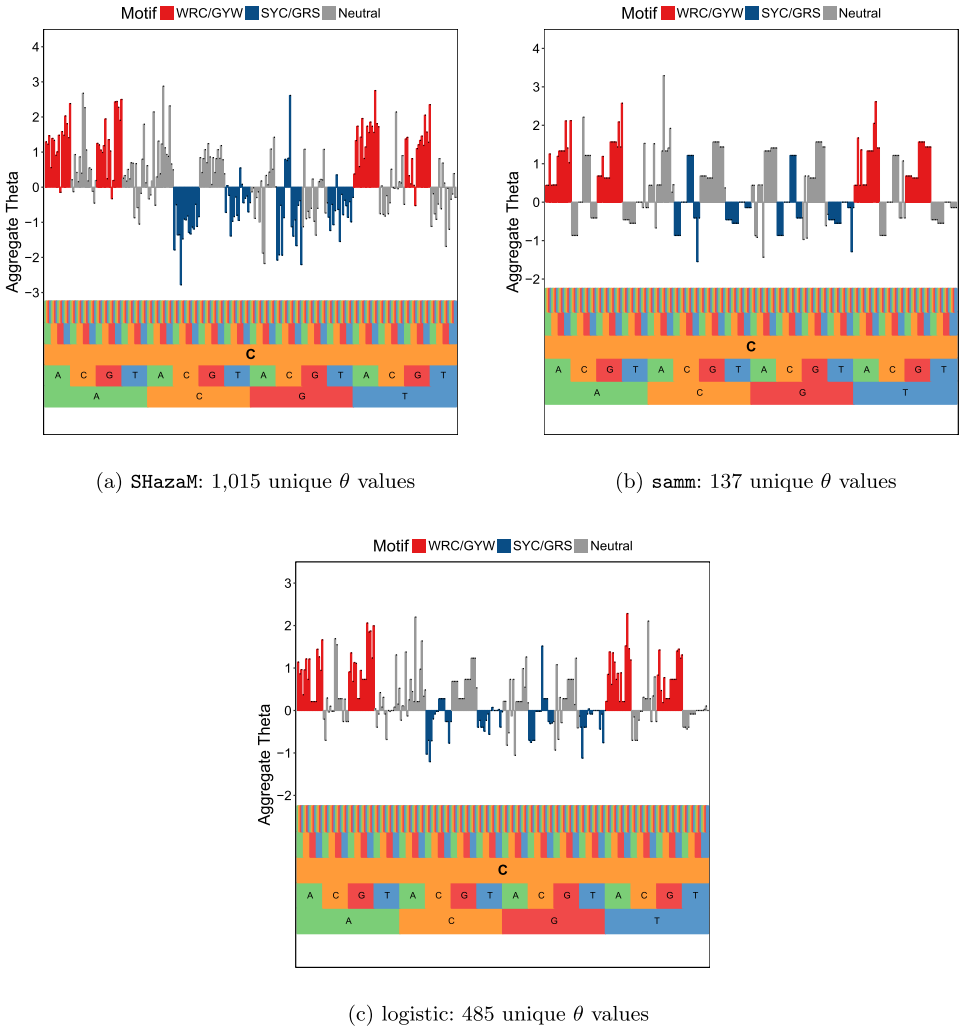 Motif WRC/GYW SYC/GRS Neutral
4
3
2
1
0
−1
−2
−3
Aggregate Theta
C
A C G T A C G T A C G T A C G T
A C G T
(a) SHazaM: 1,015 unique θ values
Motif WRC/GYW SYC/GRS Neutral
4
3
2
1
0
−1
−2
Aggregate Theta
C
A C G T A C G T A C G T A C G T
A C G T
(b) samm: 137 unique θ values
Motif WRC/GYW SYC/GRS Neutral
3
2
1
0
−1
−2
Aggregate Theta
C
A C G T A C G T A C G T A C G T
A C G T
(c) logistic: 485 unique θ values